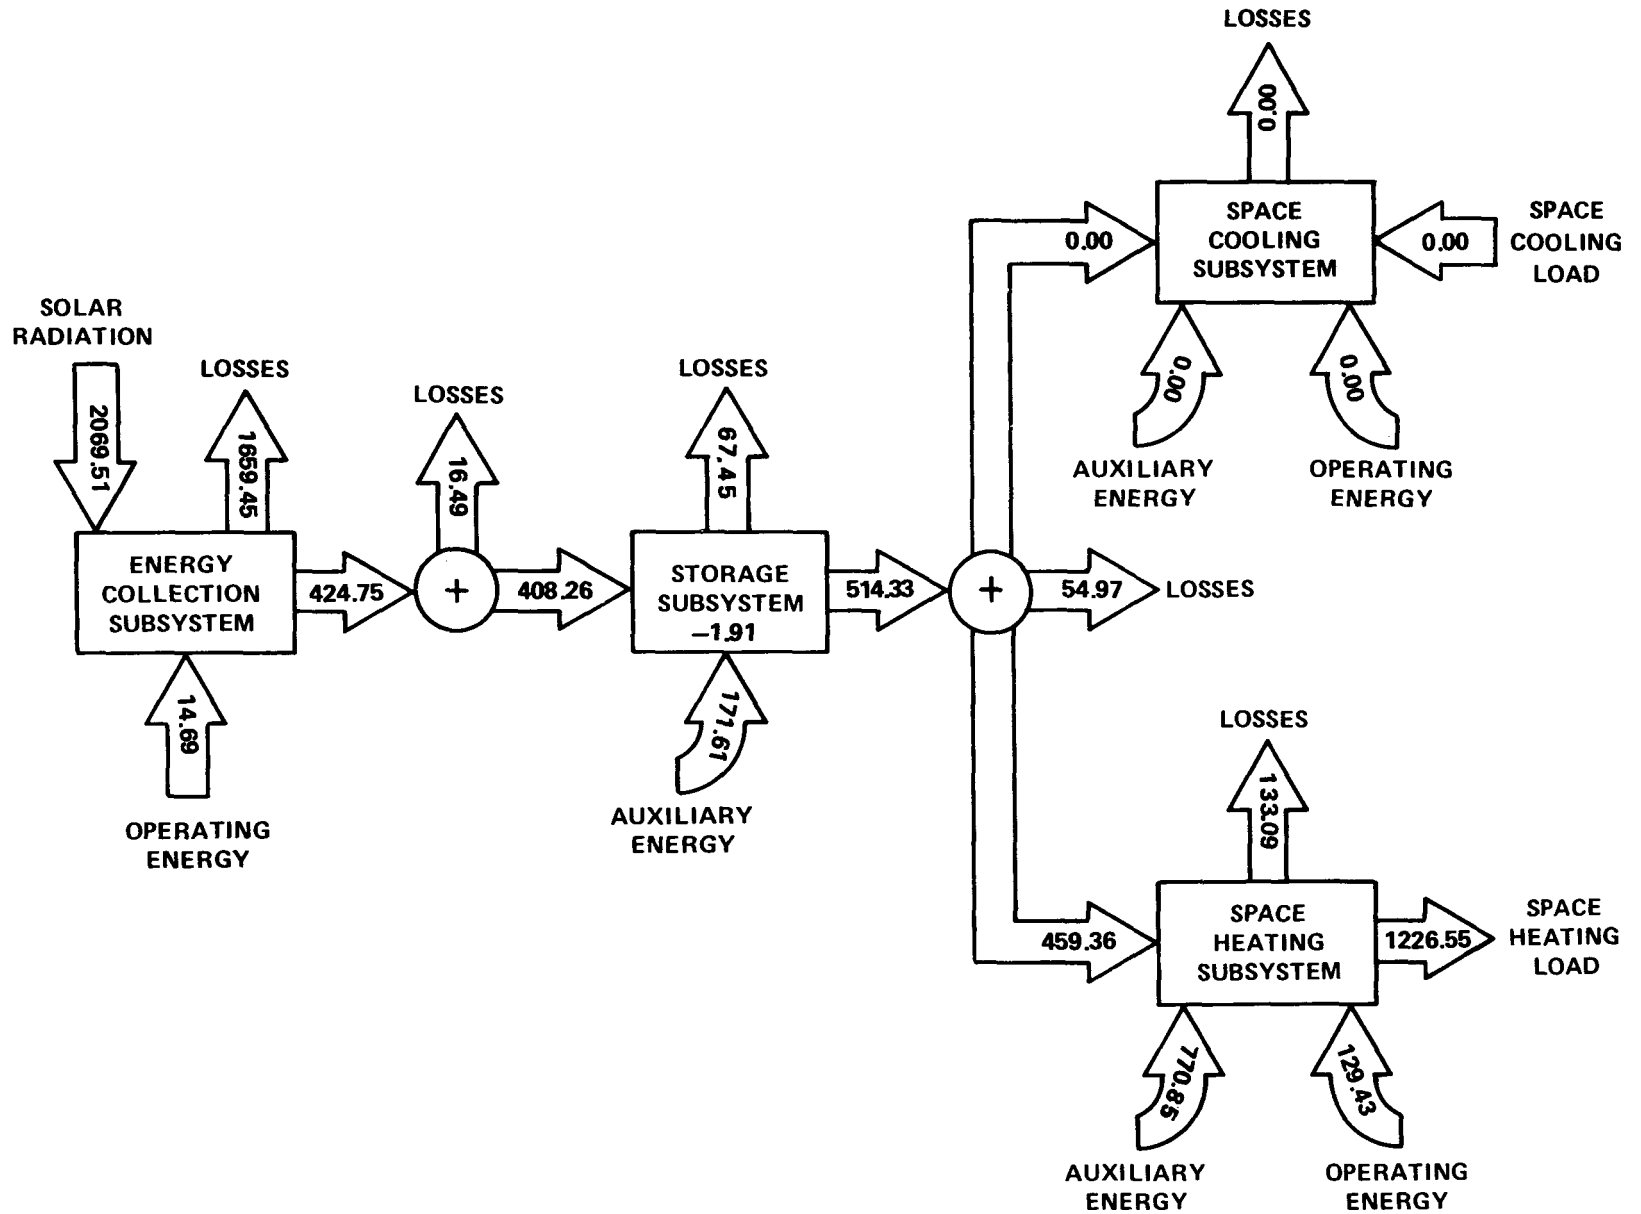 LOSSES
0.00
SPACE
COOLING
SUBSYSTEM
0.00
0.00
SPACE
COOLING
LOAD
0.00
0.00
AUXILIARY
ENERGY
OPERATING
ENERGY
SOLAR
RADIATION
2069.51
LOSSES
1659.45
ENERGY
COLLECTION
SUBSYSTEM
14.69
OPERATING
ENERGY
424.75
LOSSES
16.49
+
408.26
LOSSES
67.45
STORAGE
SUBSYSTEM
−1.91
171.61
AUXILIARY
ENERGY
514.33
+
54.97
LOSSES
LOSSES
133.09
459.36
SPACE
HEATING
SUBSYSTEM
1226.55
SPACE
HEATING
LOAD
770.85
129.43
AUXILIARY
ENERGY
OPERATING
ENERGY